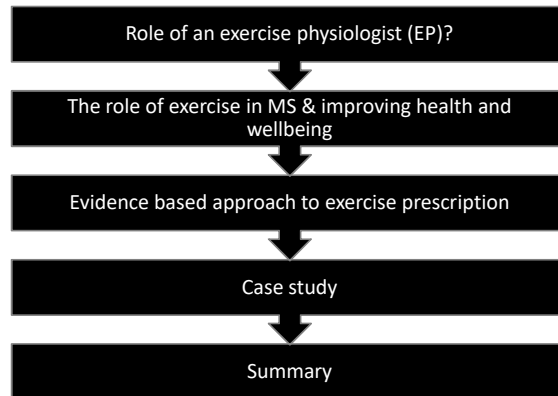 Role of an exercise physiologist (EP)?
The role of exercise in MS & improving health and
wellbeing
Evidence based approach to exercise prescription
Case study
Summary